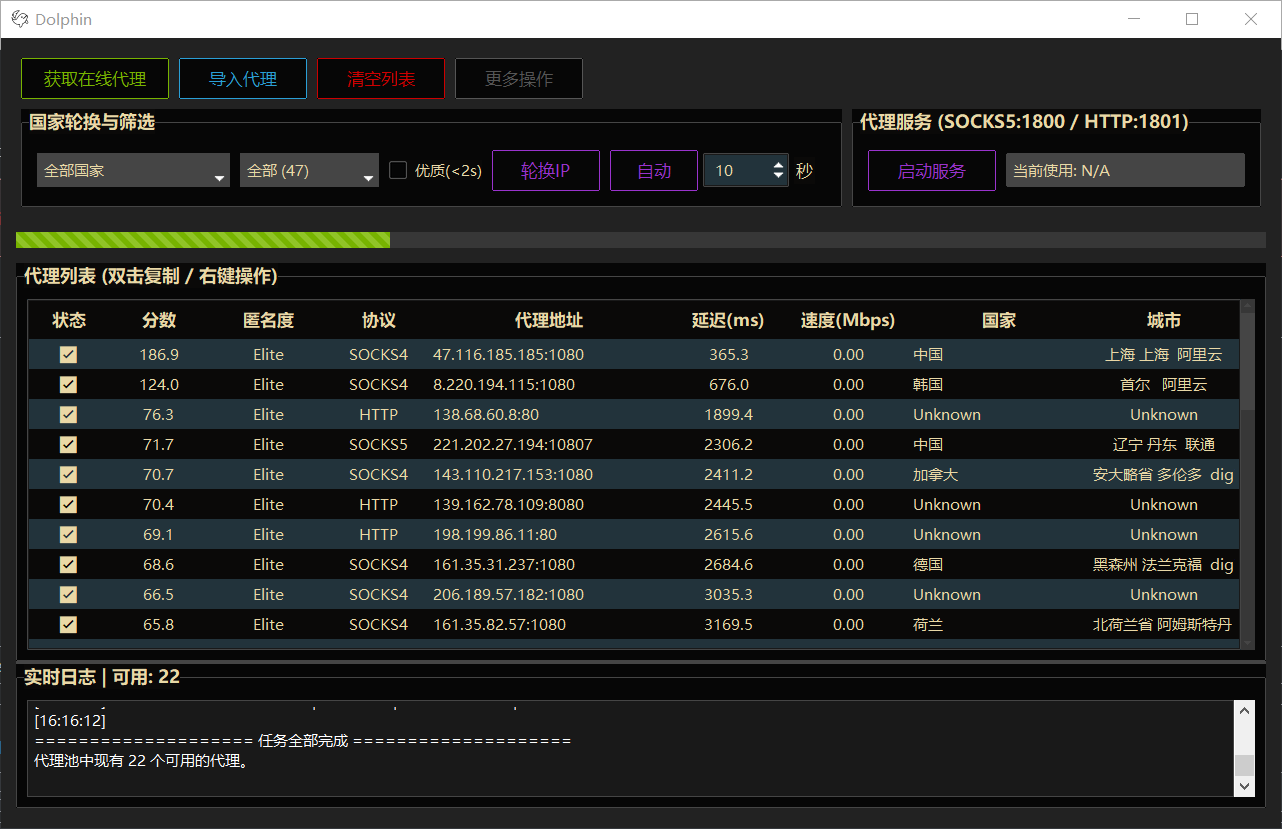 Dolphin
获取在线代理 导入代理 清空列表 更多操作
国家轮换与筛选 代理服务 (SOCKS5:1800 / HTTP:1801)
全部国家 全部 (47) 优质(<2s) 轮换IP 自动 10 秒 启动服务 当前使用: N/A
代理列表 (双击复制 / 右键操作)
状态 分数 匿名度 协议 代理地址 延迟(ms) 速度(Mbps) 国家 城市
186.9 Elite SOCKS4 47.116.185.185:1080 365.3 0.00 中国 上海 上海 阿里云
124.0 Elite SOCKS4 8.220.194.115:1080 676.0 0.00 韩国 首尔 阿里云
76.3 Elite HTTP 138.68.60.8:80 1899.4 0.00 Unknown Unknown
71.7 Elite SOCKS5 221.202.27.194:10807 2306.2 0.00 中国 辽宁 丹东 联通
70.7 Elite SOCKS4 143.110.217.153:1080 2411.2 0.00 加拿大 安大略省 多伦多 dig
70.4 Elite HTTP 139.162.78.109:8080 2445.5 0.00 Unknown Unknown
69.1 Elite HTTP 198.199.86.11:80 2615.6 0.00 Unknown Unknown
68.6 Elite SOCKS4 161.35.31.237:1080 2684.6 0.00 德国 黑森州 法兰克福 dig
66.5 Elite SOCKS4 206.189.57.182:1080 3035.3 0.00 Unknown Unknown
65.8 Elite SOCKS4 161.35.82.57:1080 3169.5 0.00 荷兰 北荷兰省 阿姆斯特丹
实时日志 | 可用: 22
[16:16:12]
==================== 任务全部完成 ====================
代理池中现有 22 个可用的代理。